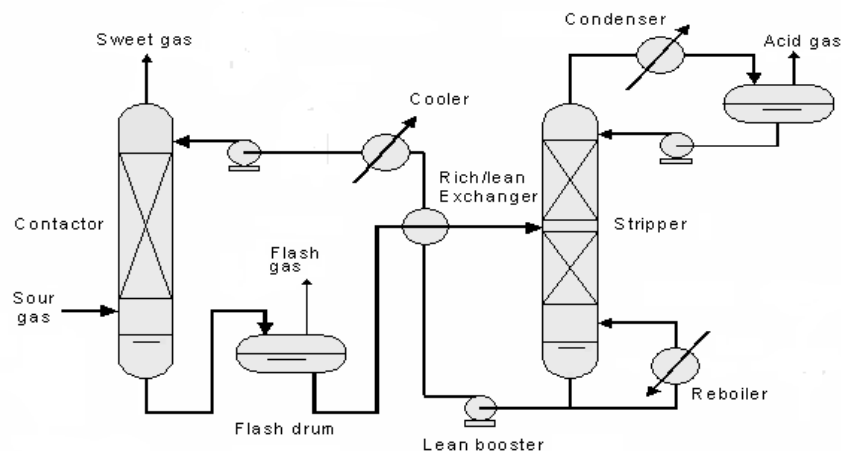 Condenser
Sweet gas
Acid gas
Cooler
Rich/lean
Exchanger
Contactor
Stripper
Flash
gas
Sour
gas
Reboiler
Flash drum
Lean booster